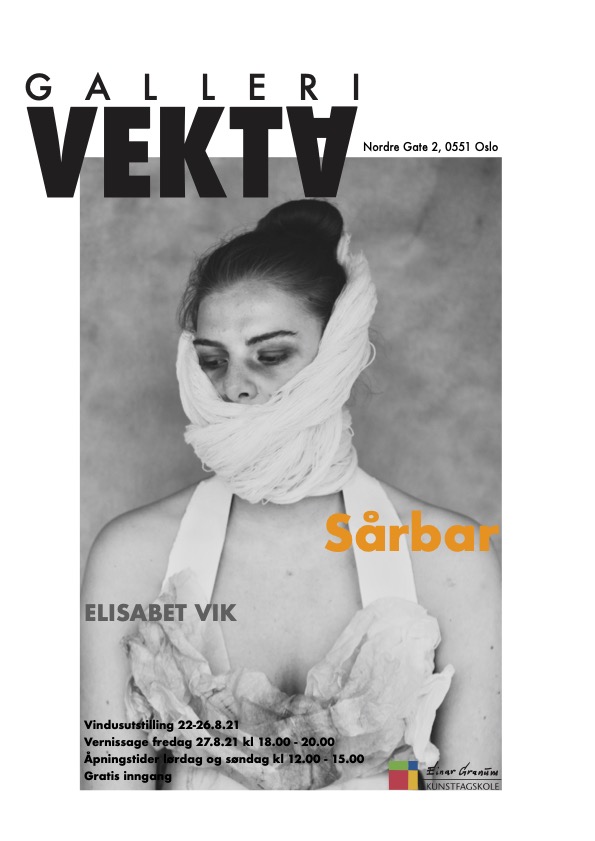 GALLERI
VEKTA
Nordre Gate 2, 0551 Oslo
Sårbar
ELISABET VIK
Vindusutstilling 22-26.8.21
Vernissage fredag 27.8.21 kl 18.00 - 20.00
Åpningstider lørdag og søndag kl 12.00 - 15.00
Gratis inngang
Einar Granum
KUNSTFAGSKOLE